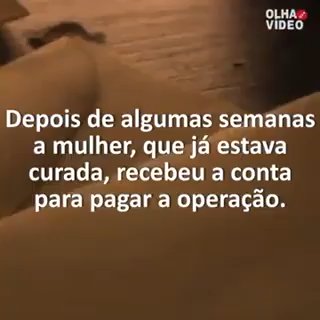 OLHA
VIDEO
Depois de algumas semanas
a mulher, que já estava
curada, recebeu a conta
para pagar a operação.